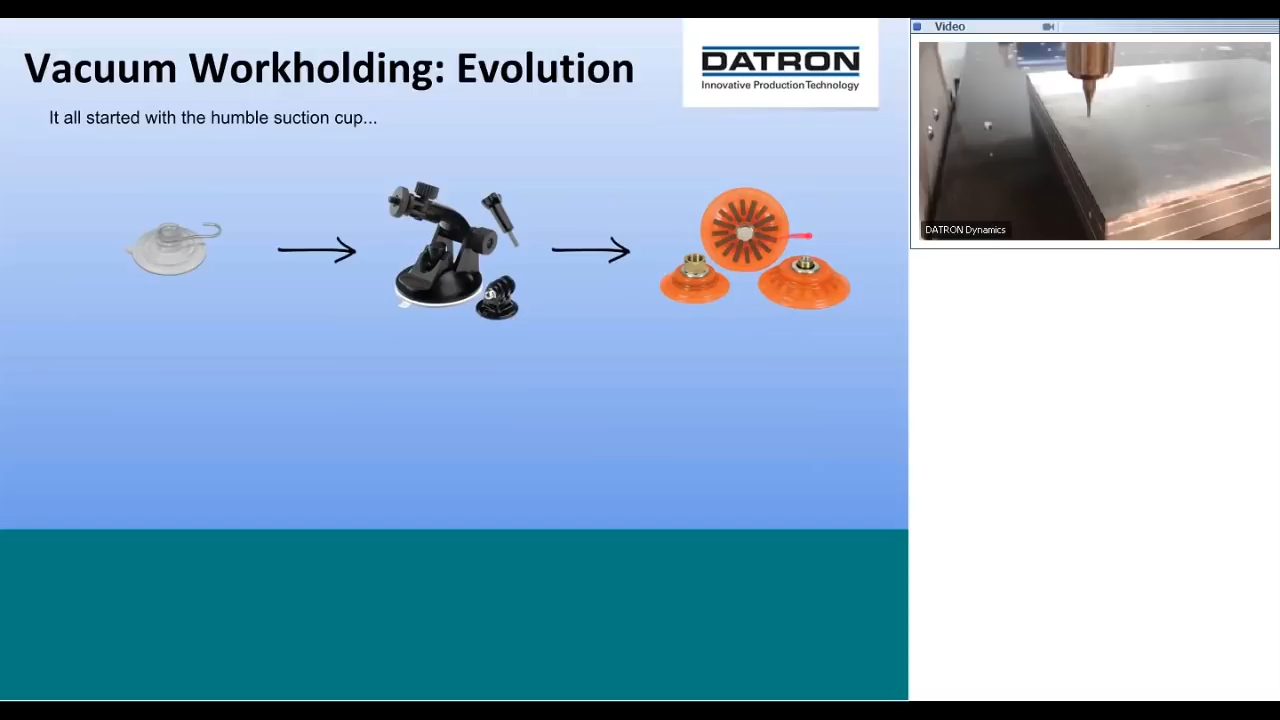 Vacuum Workholding: Evolution
It all started with the humble suction cup...
DATRON
Innovative Production Technology
Video
DATRON Dynamics